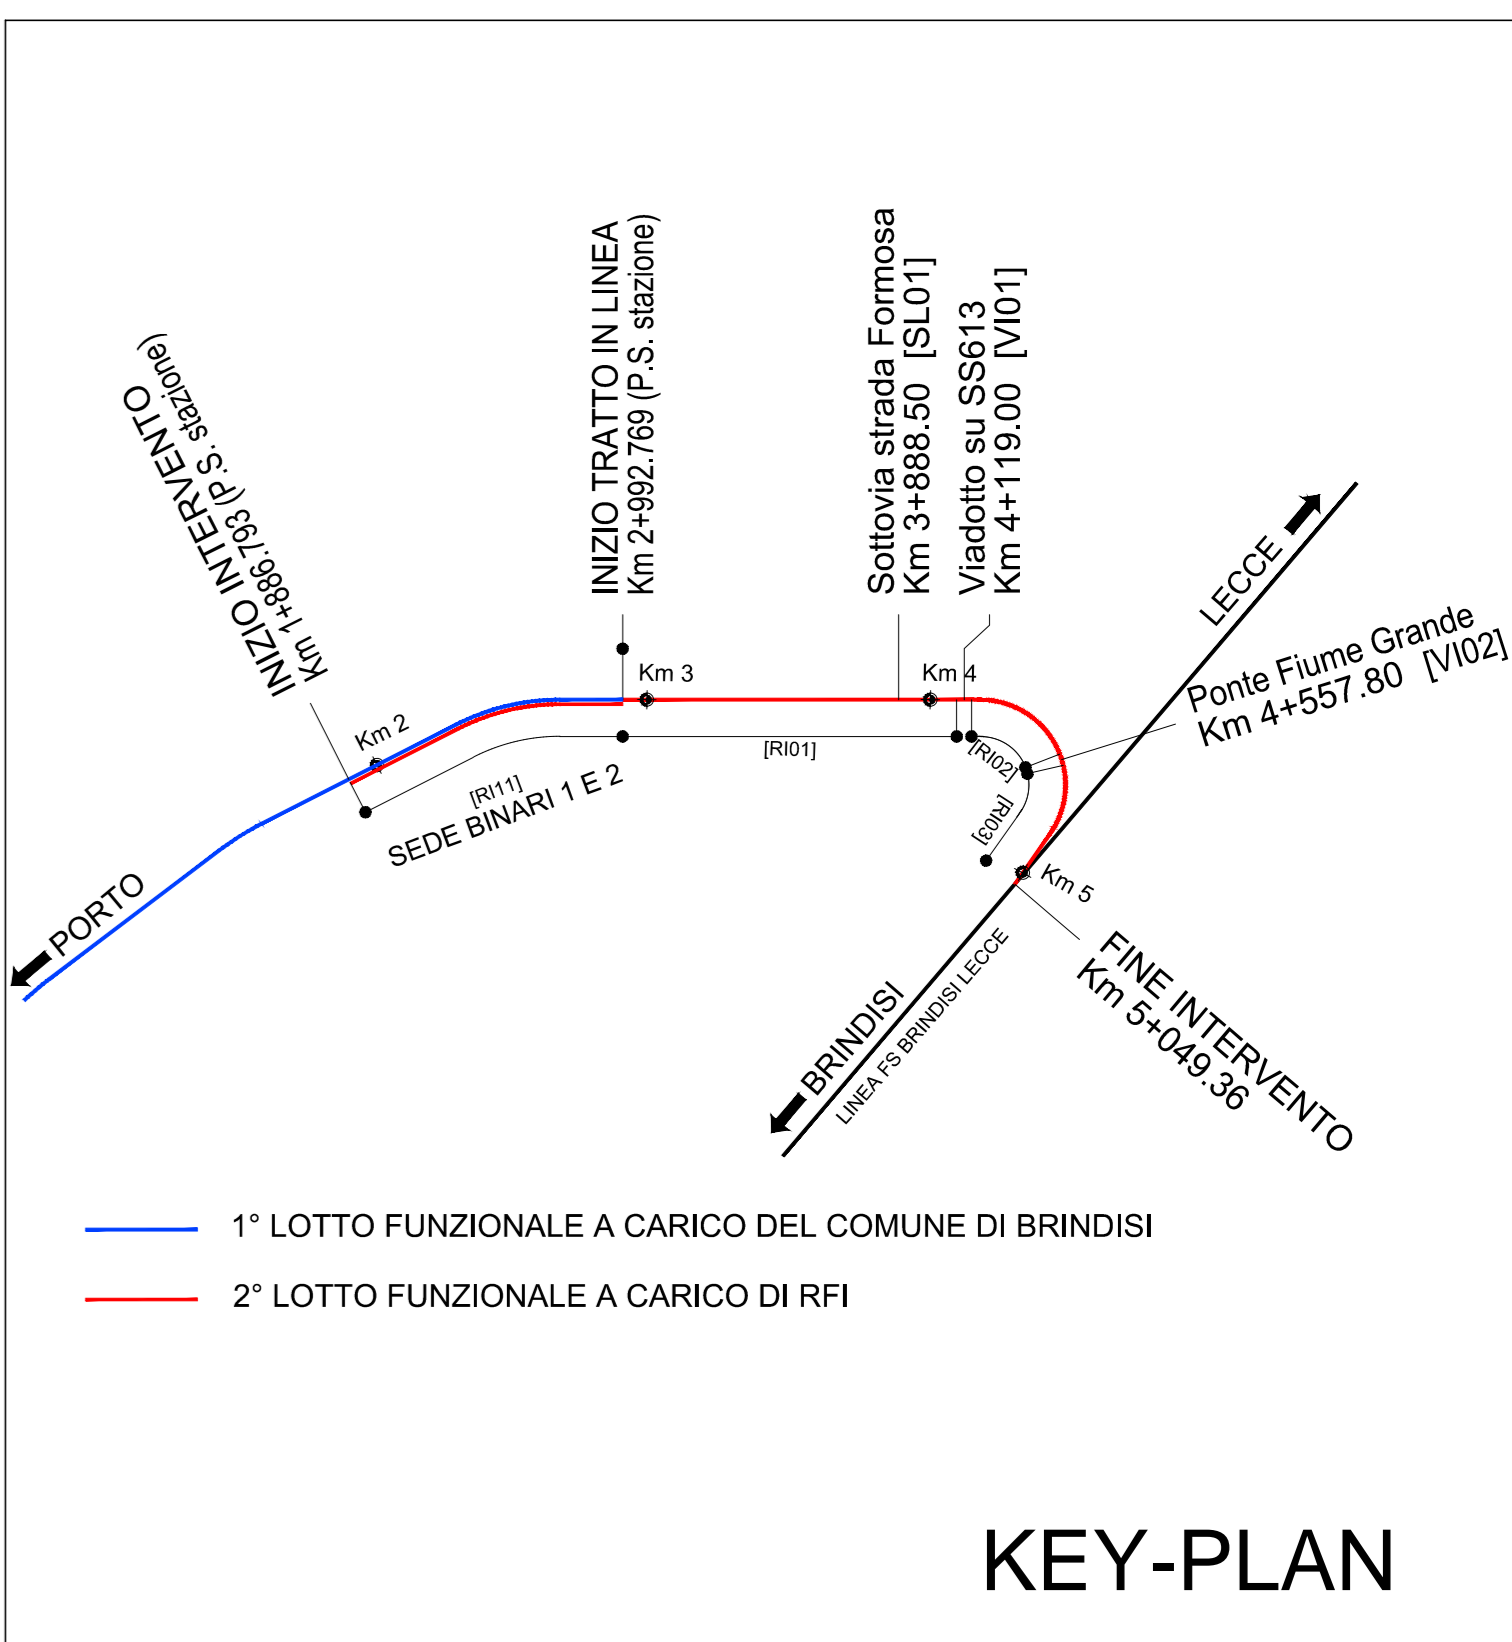 INIZIO INTERVENTO
Km 1+886.793 (P.S. stazione)
INIZIO TRATTO IN LINEA
Km 2+992.769 (P.S. stazione)
Sottovia strada Formosa
Km 3+888.50 [SL01]
Viadotto su SS613
Km 4+119.00 [VI01]
LECCE
Ponte Fiume Grande
Km 4+557.80 [VI02]
Km 2
Km 3
Km 4
[RI11]
SEDE BINARI 1 E 2
[RI01]
[RI02]
[RI03]
Km 5
PORTO
BRINDISI
LINEA FS BRINDISI LECCE
FINE INTERVENTO
Km 5+049.36
1° LOTTO FUNZIONALE A CARICO DEL COMUNE DI BRINDISI
2° LOTTO FUNZIONALE A CARICO DI RFI
KEY-PLAN